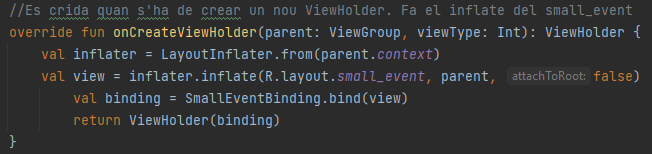 //Es crida quan s'ha de crear un nou ViewHolder. Fa el inflate del small_event
override fun onCreateViewHolder(parent: ViewGroup, viewType: Int): ViewHolder {
    val inflater = LayoutInflater.from(parent.context)
    val view = inflater.inflate(R.layout.small_event, parent, attachToRoot: false)
        val binding = SmallEventBinding.bind(view)
        return ViewHolder(binding)
}